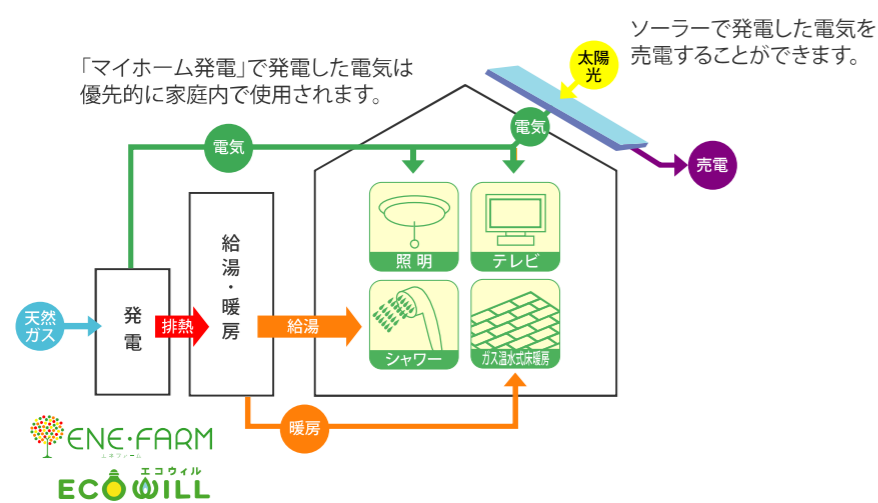 ソーラーで発電した電気を
売電することができます。
「マイホーム発電」で発電した電気は
優先的に家庭内で使用されます。
太陽
光
電気
電気
売電
照明
テレビ
給湯・暖房
天然
ガス
発電
排熱
給湯
シャワー
ガス温水式床暖房
暖房
ENE・FARM
エネファーム
エコウィル
ECOWILL